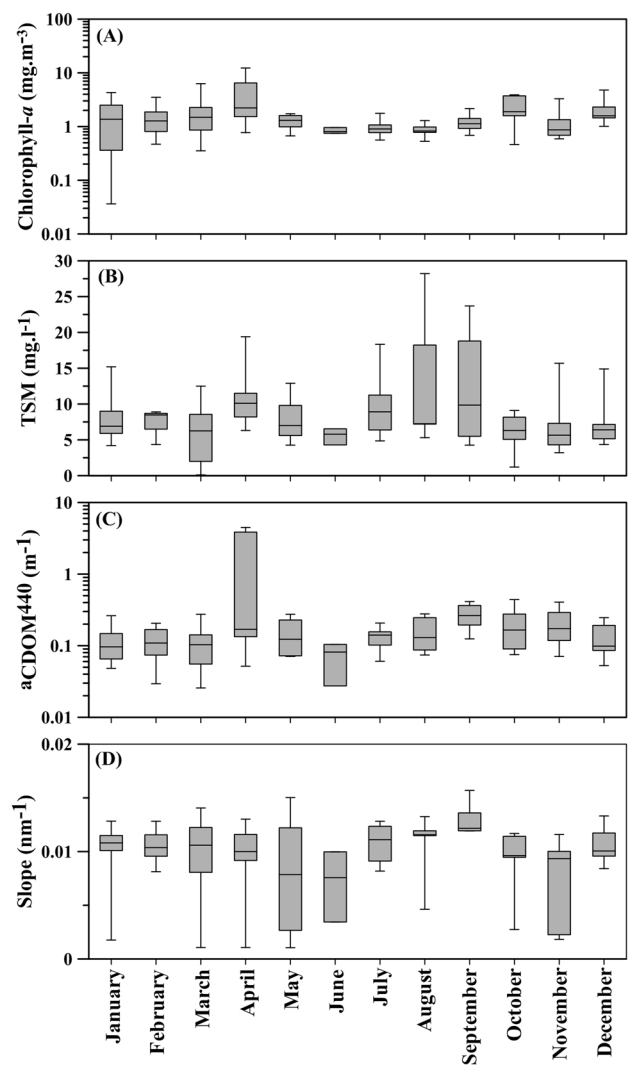 (A)
Chlorophyll-a (mg.m-3)
100
10
1
0.1
0.01
(B)
TSM (mg.l-1)
30
25
20
15
10
5
0
(C)
aCDOM440 (m-1)
10
1
0.1
0.01
(D)
Slope (nm-1)
0.02
0.01
0
January
February
March
April
May
June
July
August
September
October
November
December